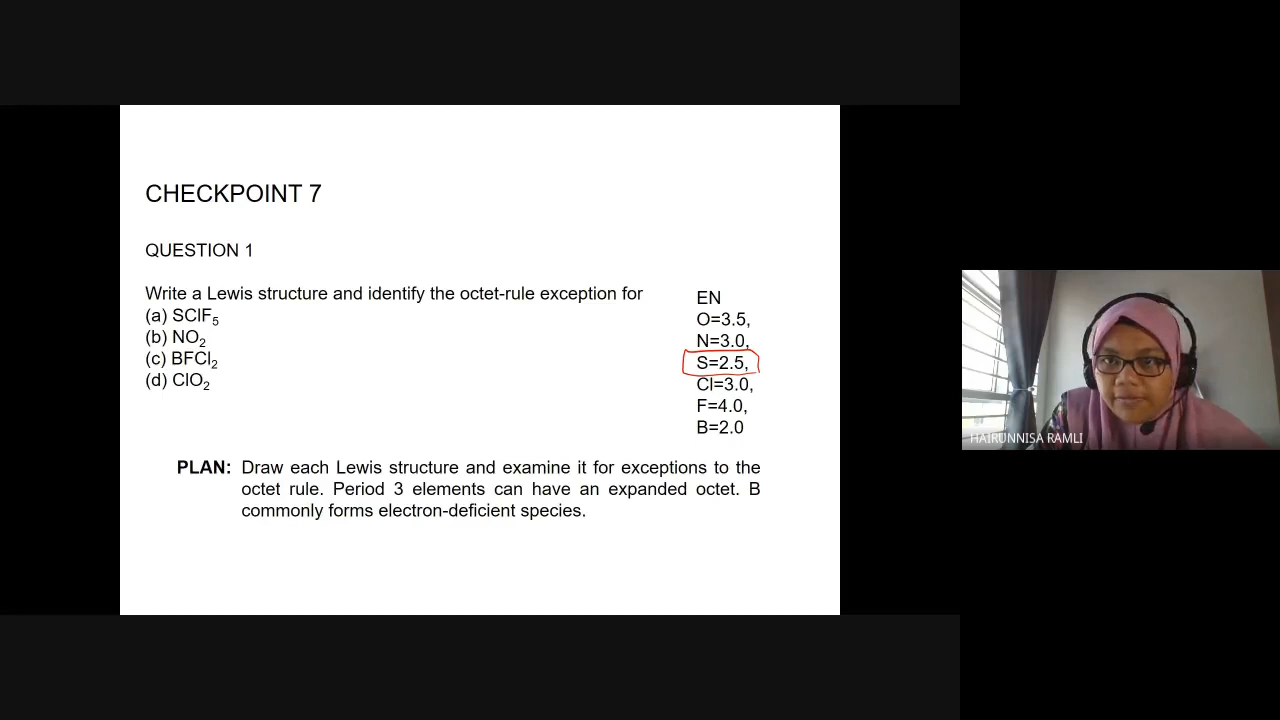 CHECKPOINT 7
QUESTION 1
Write a Lewis structure and identify the octet-rule exception for
(a) SClF₅
(b) NO₂
(c) BFCl₂
(d) ClO₂
EN
O=3.5,
N=3.0,
S=2.5,
Cl=3.0,
F=4.0,
B=2.0
PLAN: Draw each Lewis structure and examine it for exceptions to the
octet rule. Period 3 elements can have an expanded octet. B
commonly forms electron-deficient species.
HAIRUNNISA RAMLI